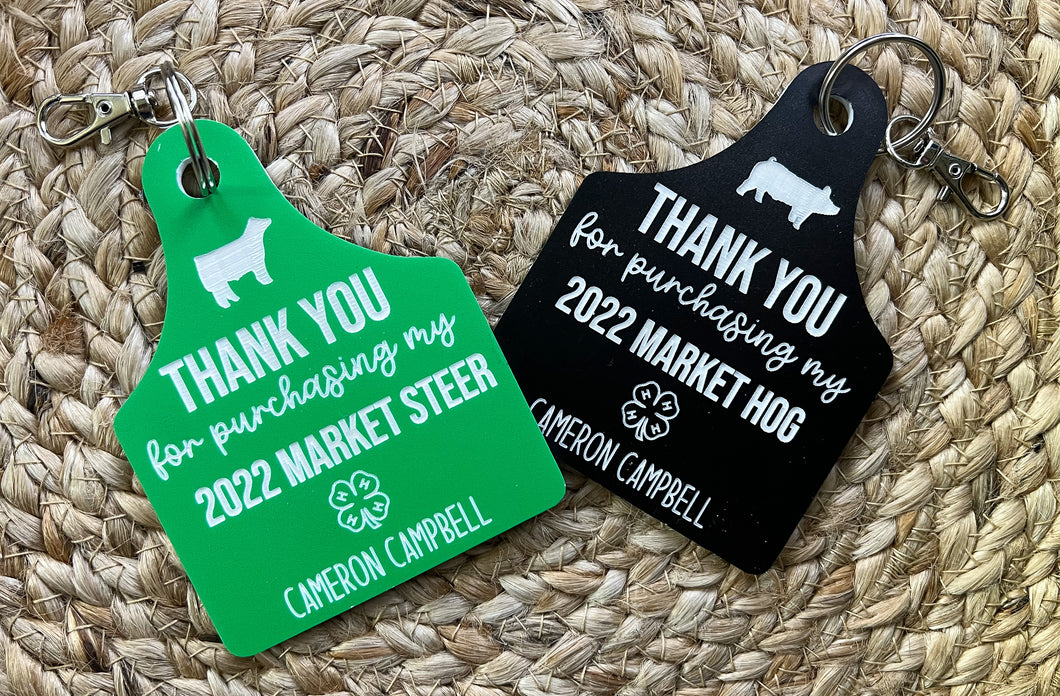 THANK YOU
for purchasing my
2022 MARKET STEER
H H H H
CAMERON CAMPBELL
THANK YOU
for purchasing my
2022 MARKET HOG
H H H H
CAMERON CAMPBELL